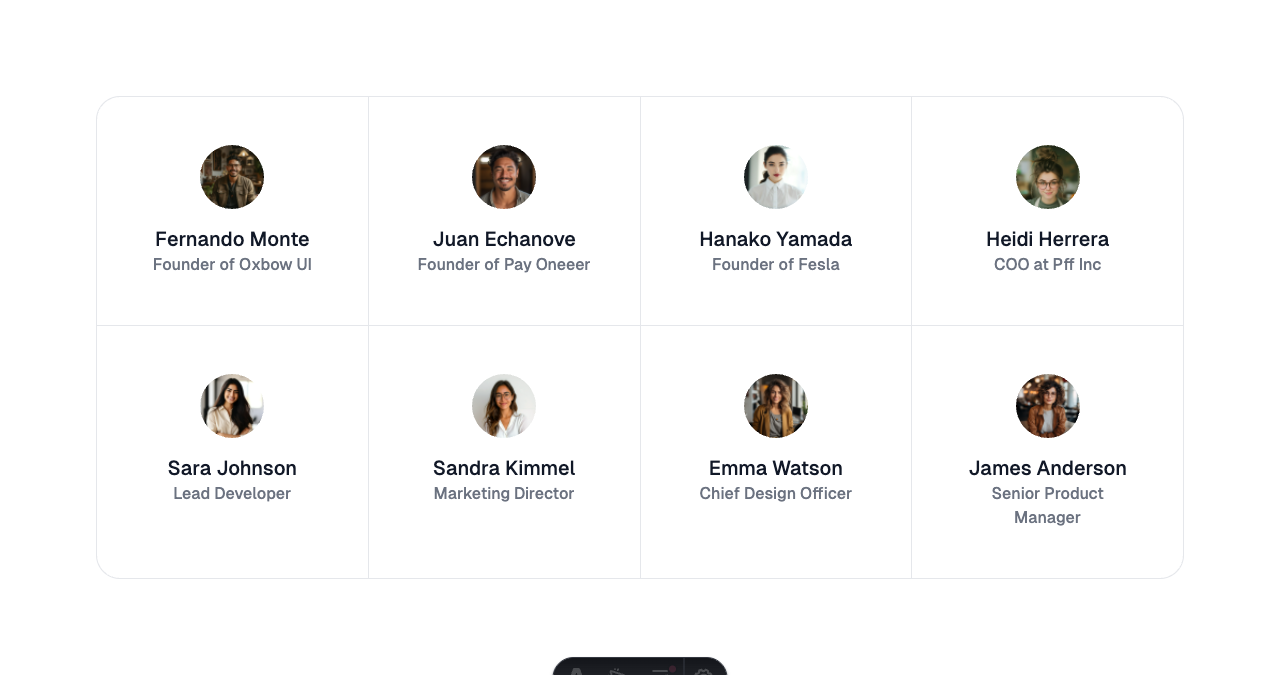 Fernando Monte
Founder of Oxbow UI
Juan Echanove
Founder of Pay Oneeer
Hanako Yamada
Founder of Fesla
Heidi Herrera
COO at Pff Inc
Sara Johnson
Lead Developer
Sandra Kimmel
Marketing Director
Emma Watson
Chief Design Officer
James Anderson
Senior Product
Manager